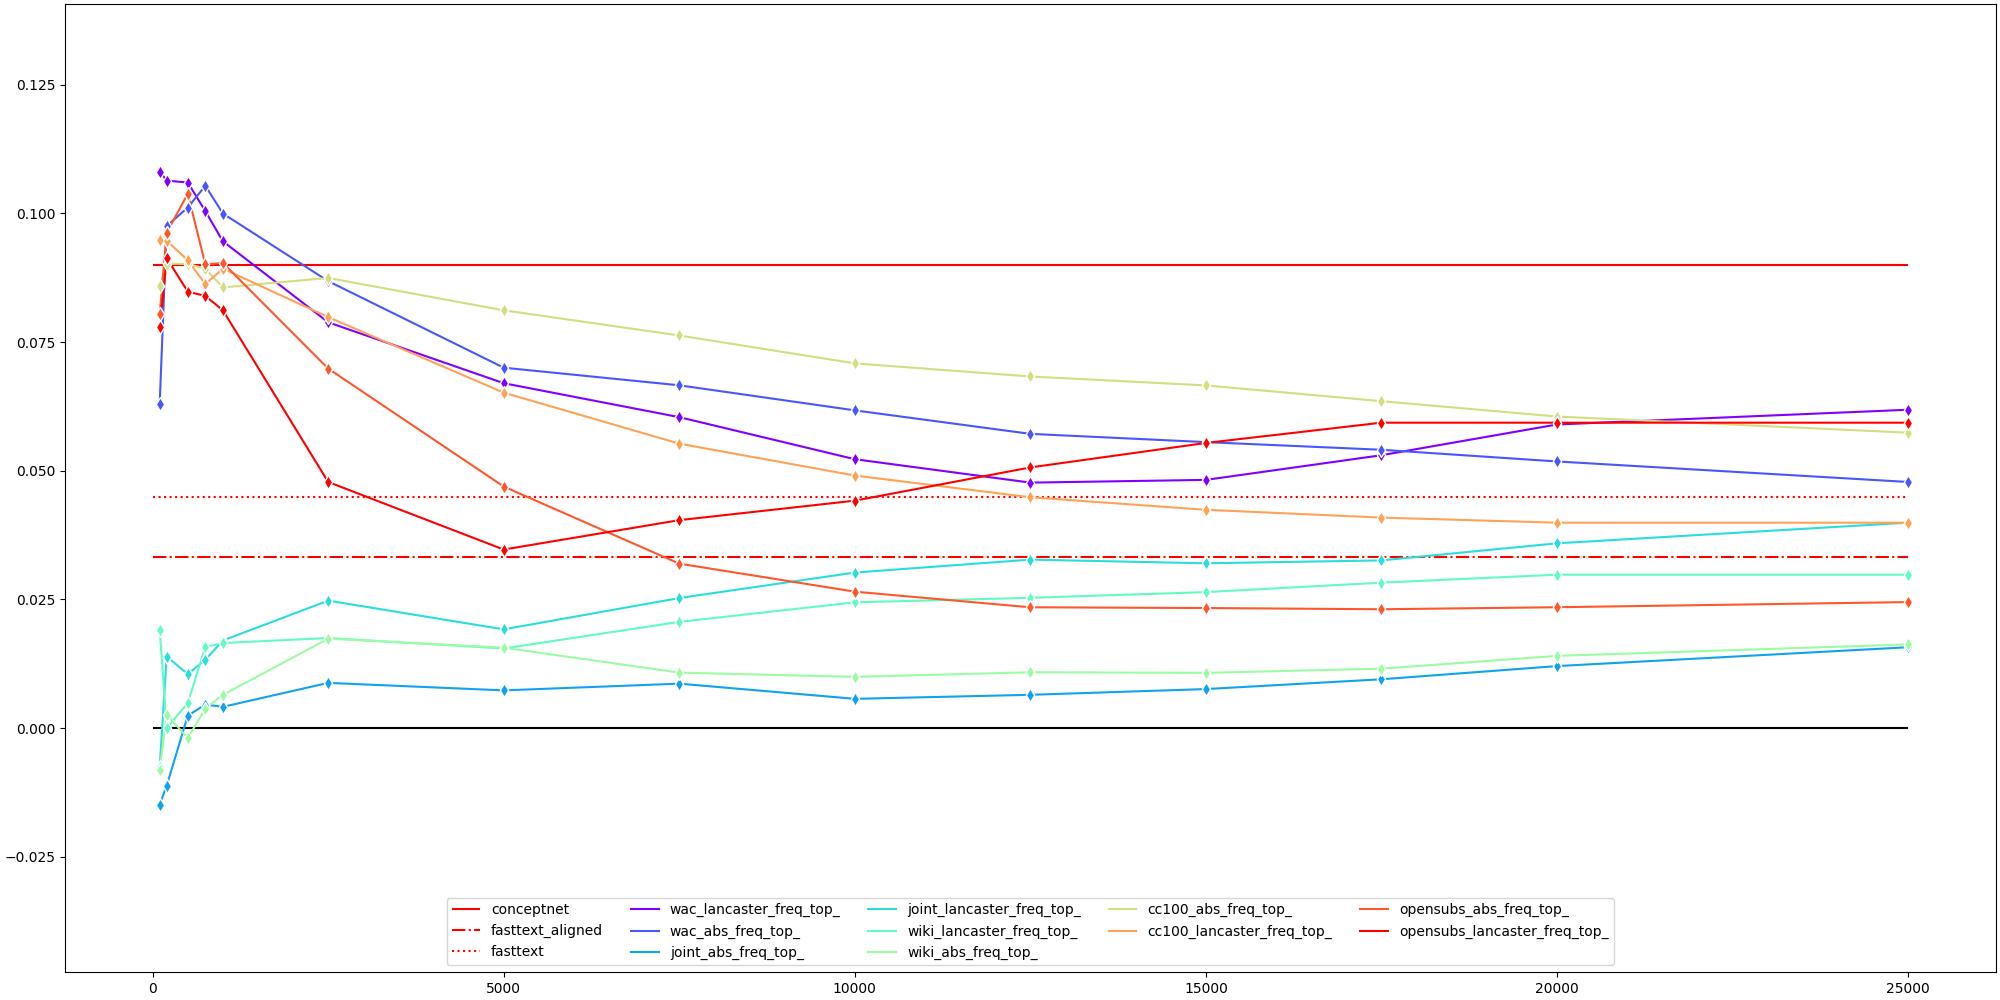 0.125
0.100
0.075
0.050
0.025
0.000
−0.025
conceptnet
fasttext_aligned
fasttext
wac_lancaster_freq_top_
wac_abs_freq_top_
joint_abs_freq_top_
joint_lancaster_freq_top_
wiki_lancaster_freq_top_
wiki_abs_freq_top_
cc100_abs_freq_top_
cc100_lancaster_freq_top_
opensubs_abs_freq_top_
opensubs_lancaster_freq_top_
0 5000 10000 15000 20000 25000